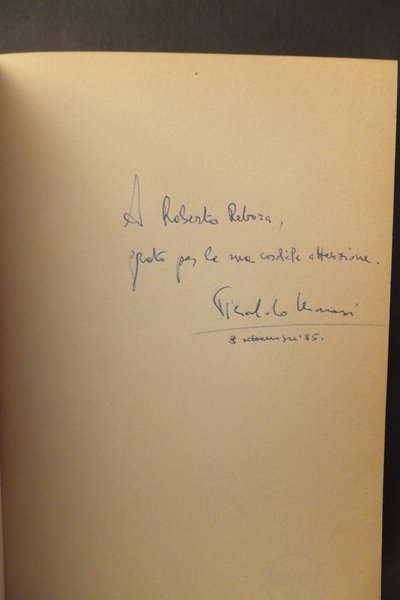 A Roberto Rebora,
grato per la sua cordiale attenzione.
8 settembre '85.